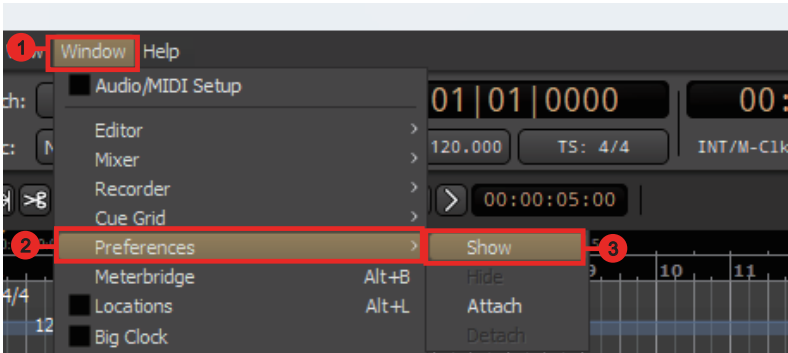 1 Window Help
Audio/MIDI Setup
01|01|0000 00:
Editor
120.000 TS: 4/4 INT/M-Clk
Mixer
Recorder
00:00:05:00
Cue Grid
2 Preferences Show 3
Meterbridge Alt+B Hide 10 11
4/4 Locations Alt+L Attach
12 Big Clock Detach